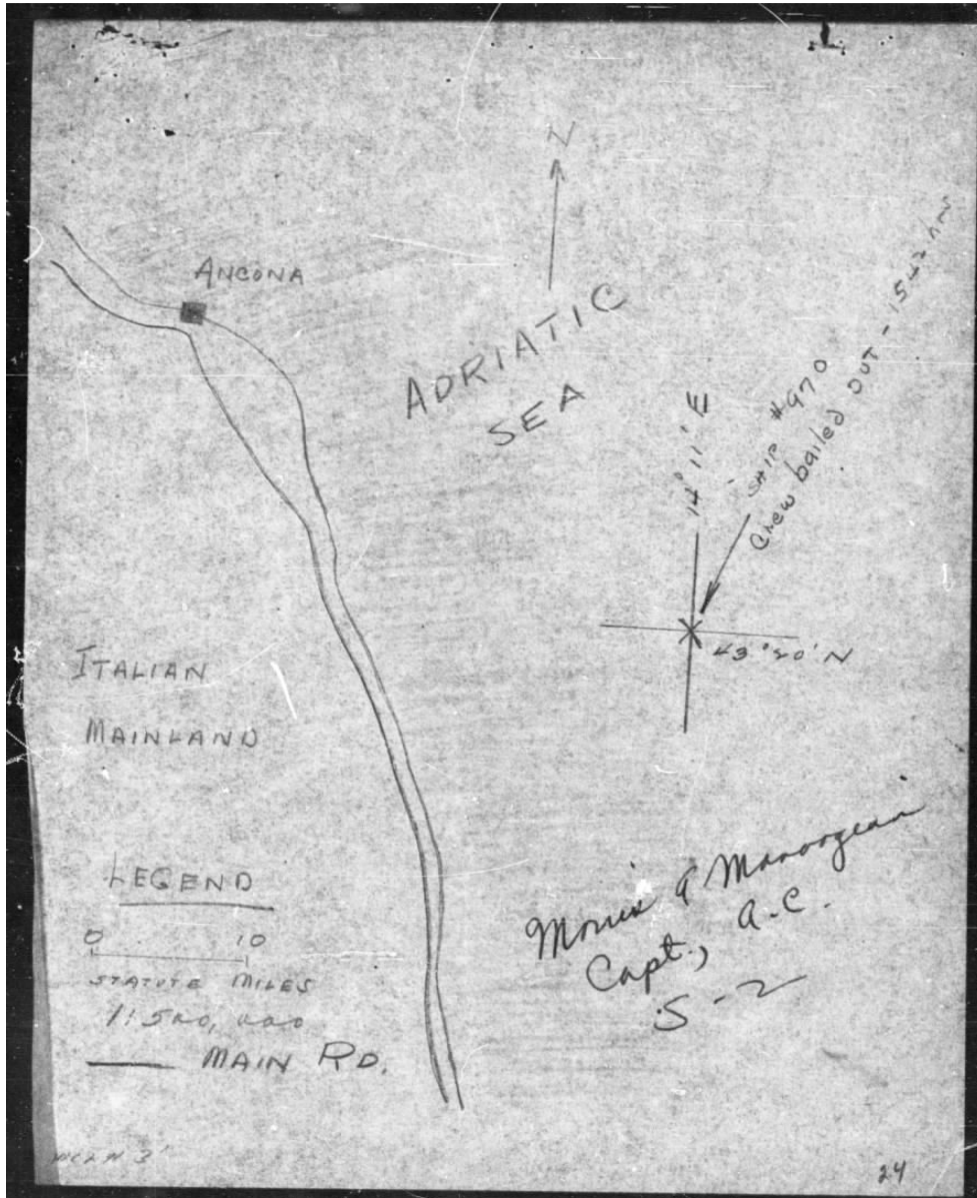 N
ANCONA
ADRIATIC
SEA
14° 11' E
SHIP #970
Crew bailed out - 1542 hrs
43° 20' N
ITALIAN
MAINLAND
LEGEND
0 10
STATUTE MILES
1:500,000
MAIN RD.
Capt., A.C.
S-2
24